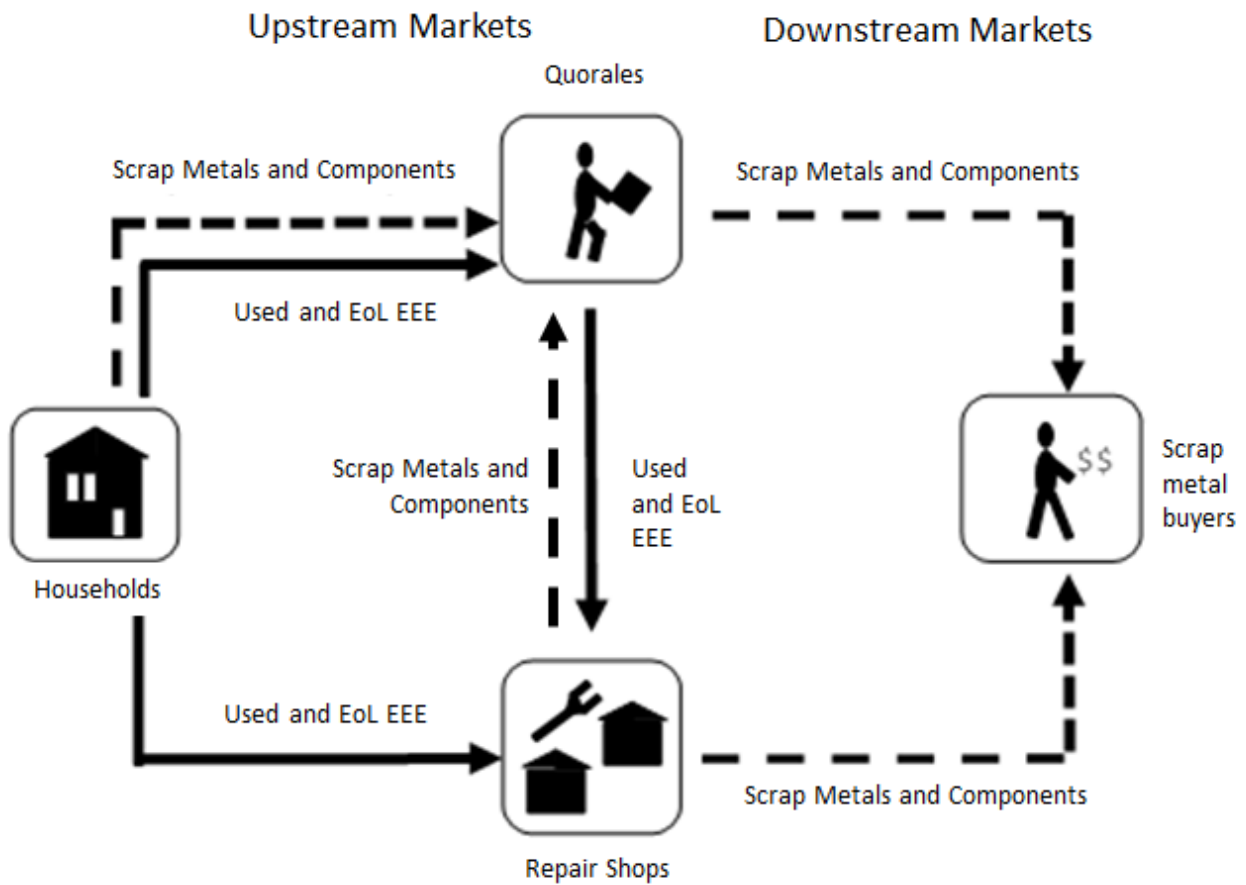 Upstream Markets
Downstream Markets
Quorales
Scrap Metals and Components
Scrap Metals and Components
Used and EoL EEE
Scrap Metals and
Components
Used
and EoL
EEE
$$
Scrap
metal
buyers
Households
Used and EoL EEE
Scrap Metals and Components
Repair Shops